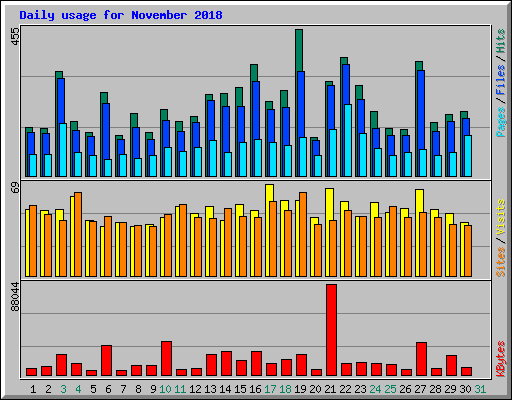 Daily usage for November 2018
455
Pages / Files / Hits
69
Sites / Visits
88044
KBytes
1 2 3 4 5 6 7 8 9 10 11 12 13 14 15 16 17 18 19 20 21 22 23 24 25 26 27 28 29 30 31